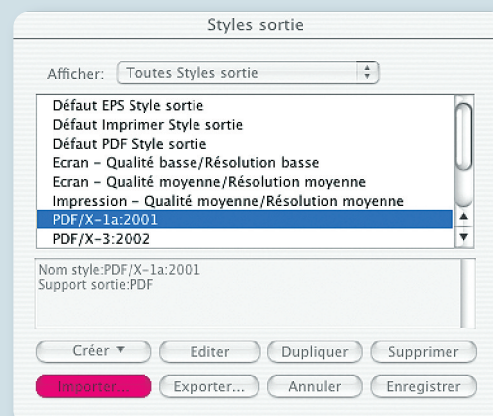 Styles sortie
Afficher: Toutes Styles sortie
Défaut EPS Style sortie
Défaut Imprimer Style sortie
Défaut PDF Style sortie
Ecran – Qualité basse/Résolution basse
Ecran – Qualité moyenne/Résolution moyenne
Impression – Qualité moyenne/Résolution moyenne
PDF/X-1a:2001
PDF/X-3:2002
Nom style:PDF/X-1a:2001
Support sortie:PDF
Créer Editer Dupliquer Supprimer
Importer... Exporter... Annuler Enregistrer